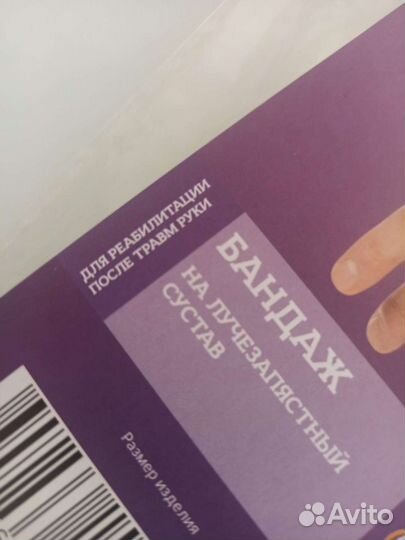 ДЛЯ РЕАБИЛИТАЦИИ
ПОСЛЕ ТРАВМ РУКИ
БАНДАЖ
НА ЛУЧЕЗАПЯСТНЫЙ
СУСТАВ
Размер изделия
Avito